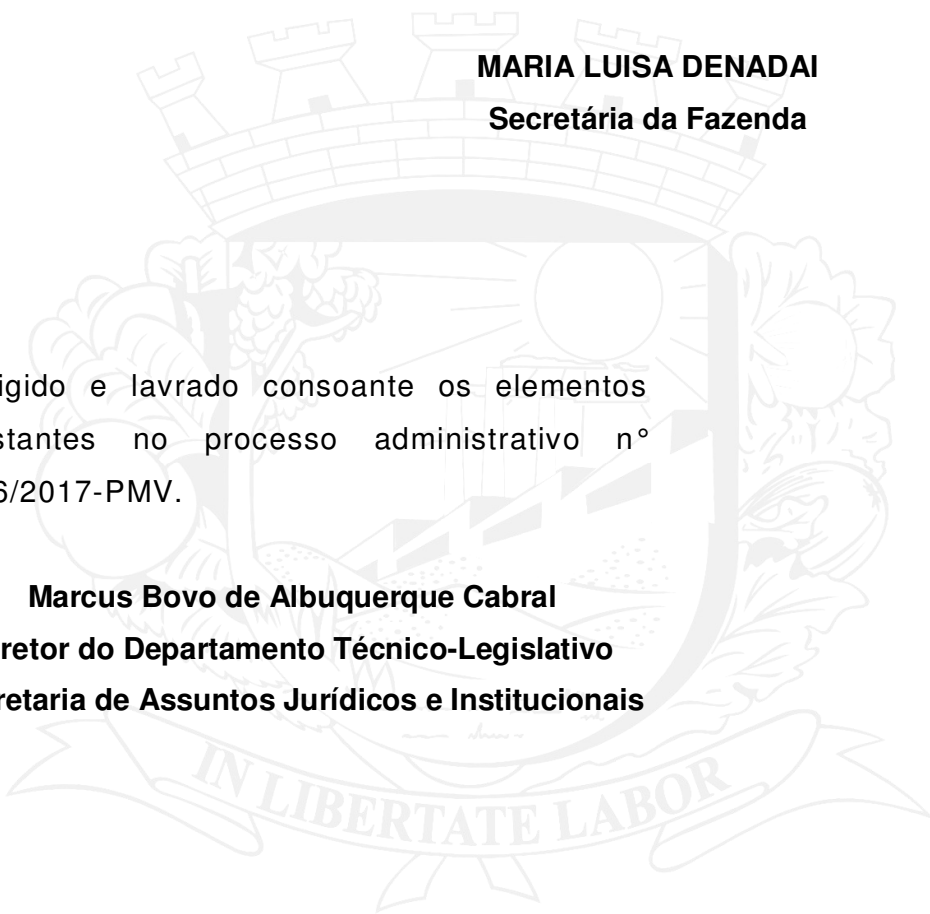 MARIA LUISA DENADAI
Secretária da Fazenda
igido e lavrado consoante os elementos
stantes no processo administrativo n°
6/2017-PMV.
Marcus Bovo de Albuquerque Cabral
retor do Departamento Técnico-Legislativo
retaria de Assuntos Jurídicos e Institucionais
IN LIBERTATE LABOR